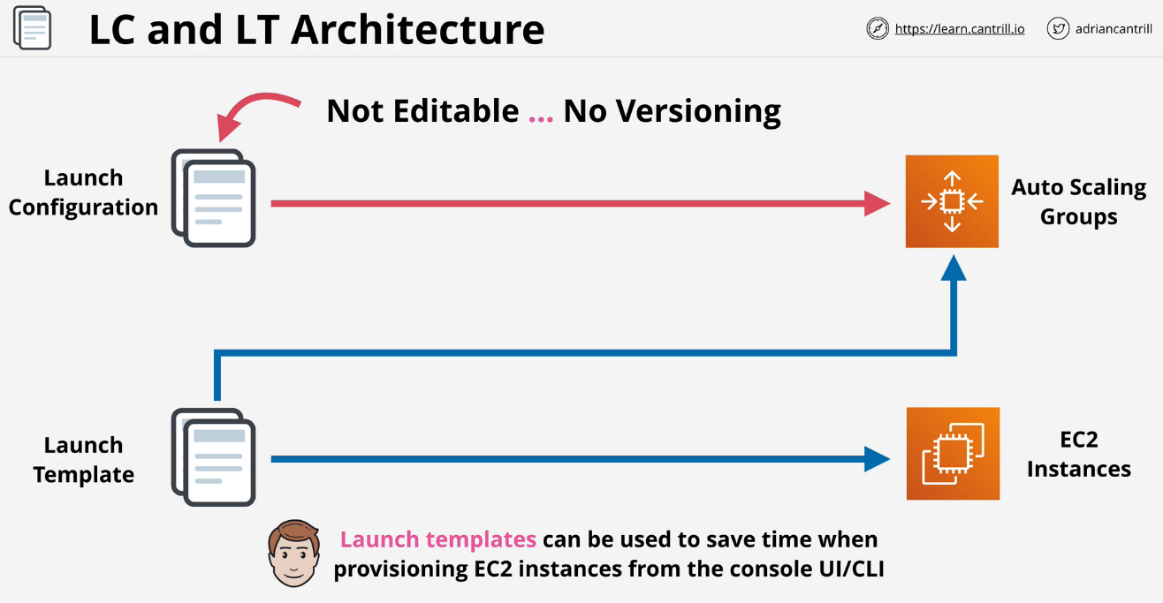 LC and LT Architecture
https://learn.cantrill.io
adriancantrill
Not Editable ... No Versioning
Launch
Configuration
Auto Scaling
Groups
Launch
Template
EC2
Instances
Launch templates can be used to save time when
provisioning EC2 instances from the console UI/CLI